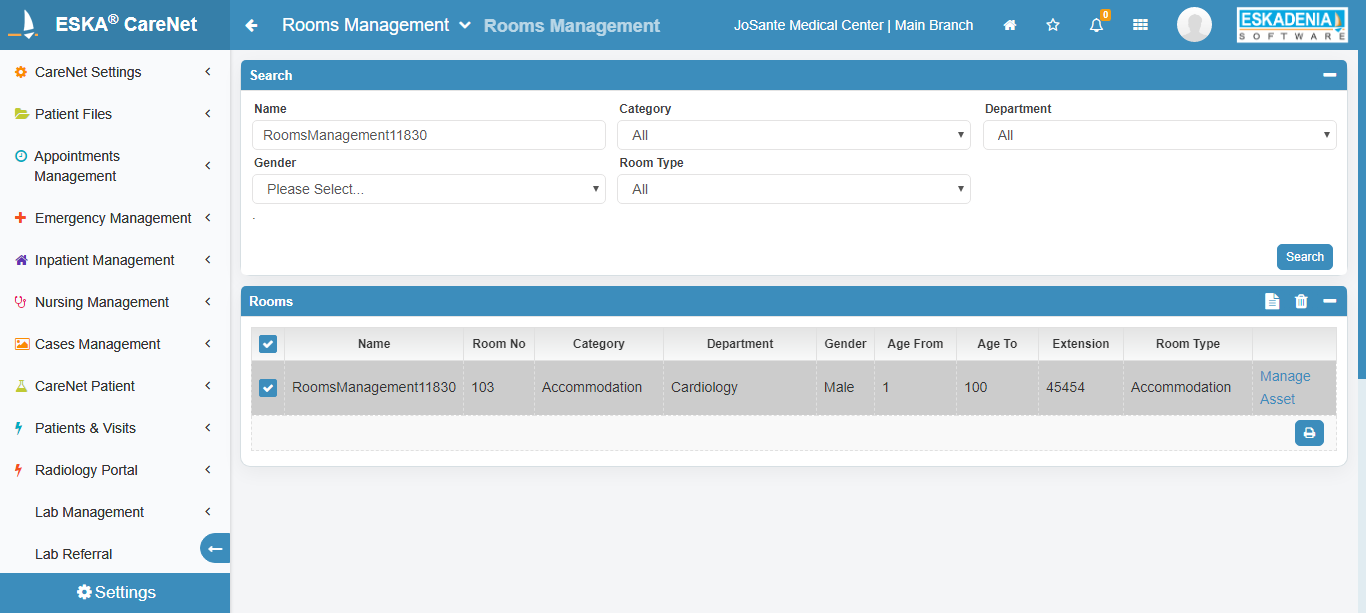 ESKA® CareNet
Rooms Management
Rooms Management
JoSante Medical Center | Main Branch
0
ESKADENIA
SOFTWARE
CareNet Settings
Patient Files
Appointments
Management
Emergency Management
Inpatient Management
Nursing Management
Cases Management
CareNet Patient
Patients & Visits
Radiology Portal
Lab Management
Lab Referral
Settings
Search
Name
Category
Department
RoomsManagement11830
All
All
Gender
Room Type
Please Select...
All
.
Search
Rooms
Name Room No Category Department Gender Age From Age To Extension Room Type
RoomsManagement11830 103 Accommodation Cardiology Male 1 100 45454 Accommodation Manage
Asset